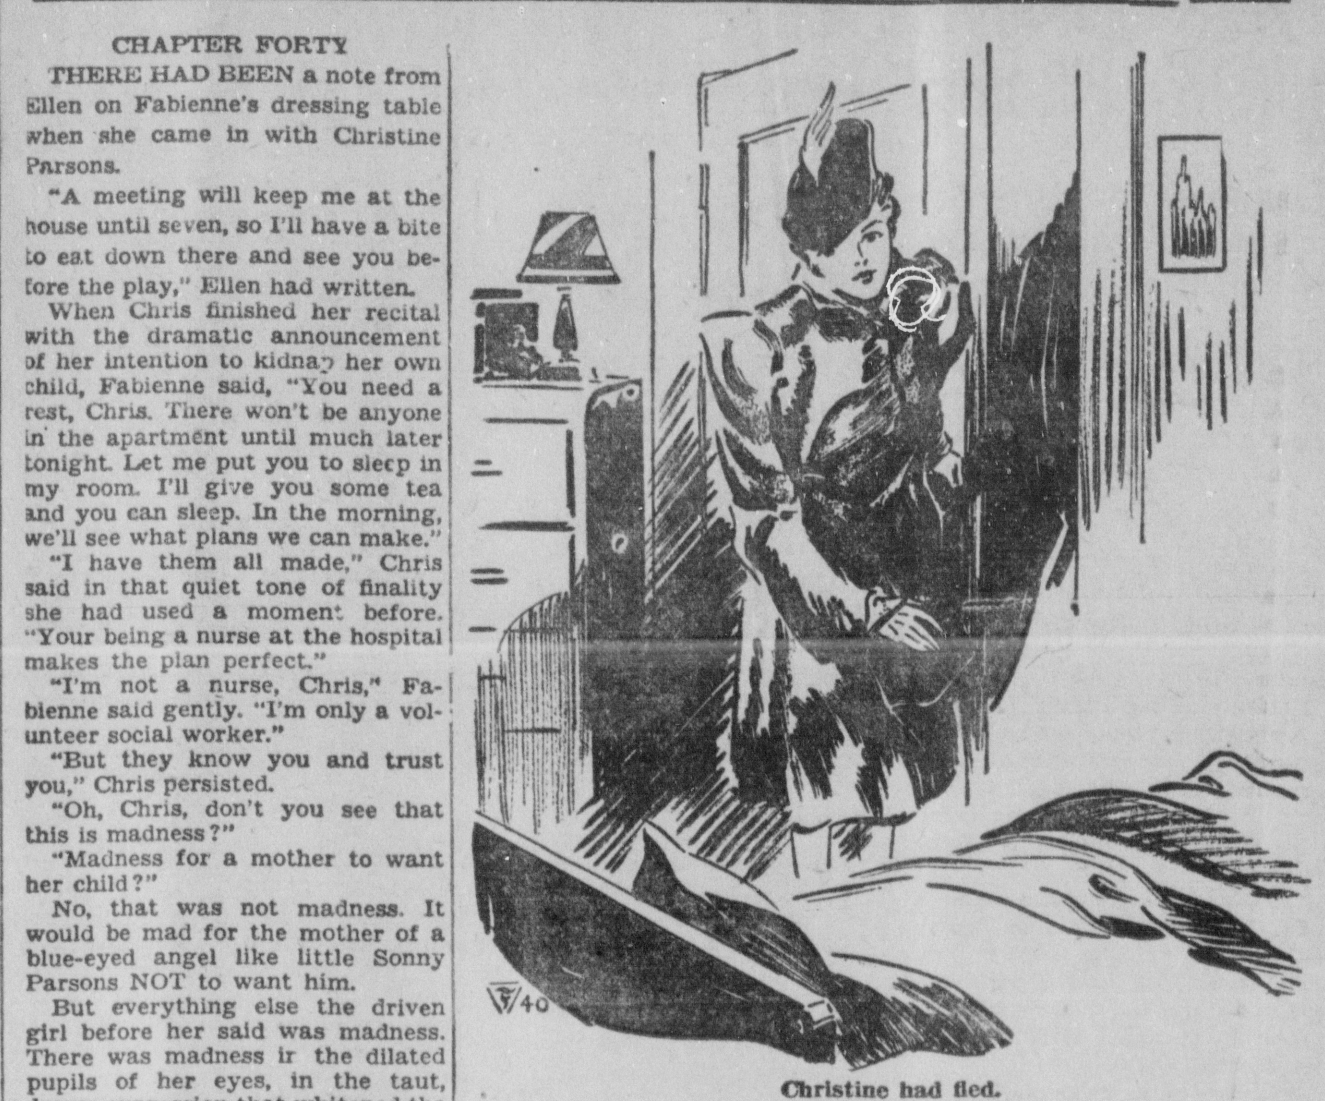 CHAPTER FORTY
THERE HAD BEEN a note from
Ellen on Fabienne's dressing table
when she came in with Christine
Parsons.
"A meeting will keep me at the
house until seven, so I'll have a bite
to eat down there and see you be-
fore the play," Ellen had written.
When Chris finished her recital
with the dramatic announcement
of her intention to kidnap her own
child, Fabienne said, "You need a
rest, Chris. There won't be anyone
in the apartment until much later
tonight. Let me put you to sleep in
my room. I'll give you some tea
and you can sleep. In the morning,
we'll see what plans we can make."
"I have them all made," Chris
said in that quiet tone of finality
she had used a moment before.
"Your being a nurse at the hospital
makes the plan perfect."
"I'm not a nurse, Chris," Fa-
bienne said gently. "I'm only a vol-
unteer social worker."
"But they know you and trust
you," Chris persisted.
"Oh, Chris, don't you see that
this is madness?"
"Madness for a mother to want
her child?"
No, that was not madness. It
would be mad for the mother of a
blue-eyed angel like little Sonny
Parsons NOT to want him.
But everything else the driven
girl before her said was madness.
There was madness in the dilated
pupils of her eyes, in the taut,
40
Christine had fled.